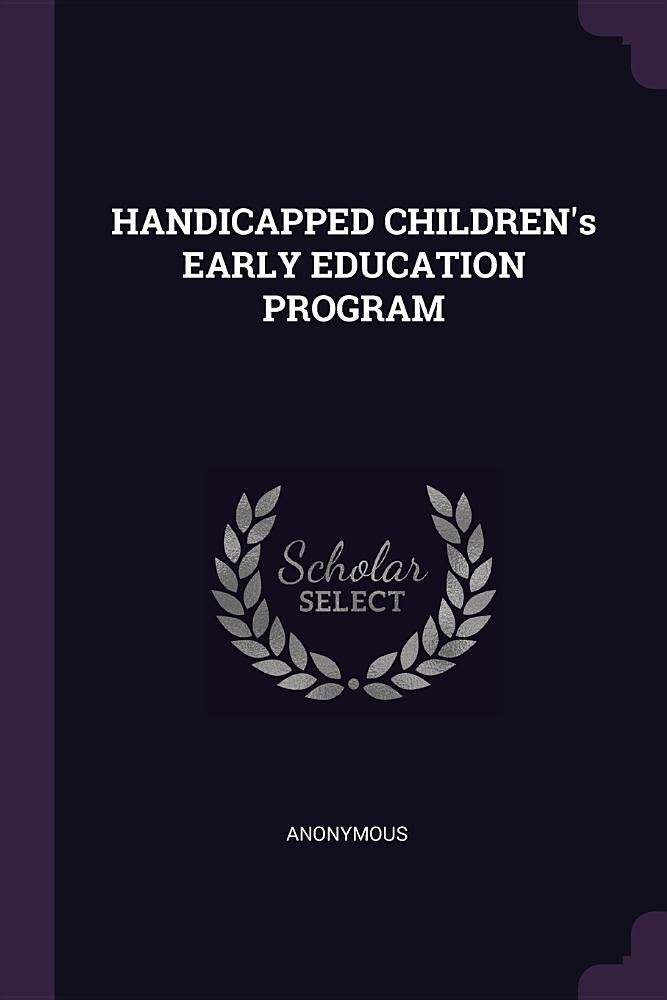 HANDICAPPED CHILDREN's
EARLY EDUCATION
PROGRAM
Scholar
SELECT
ANONYMOUS